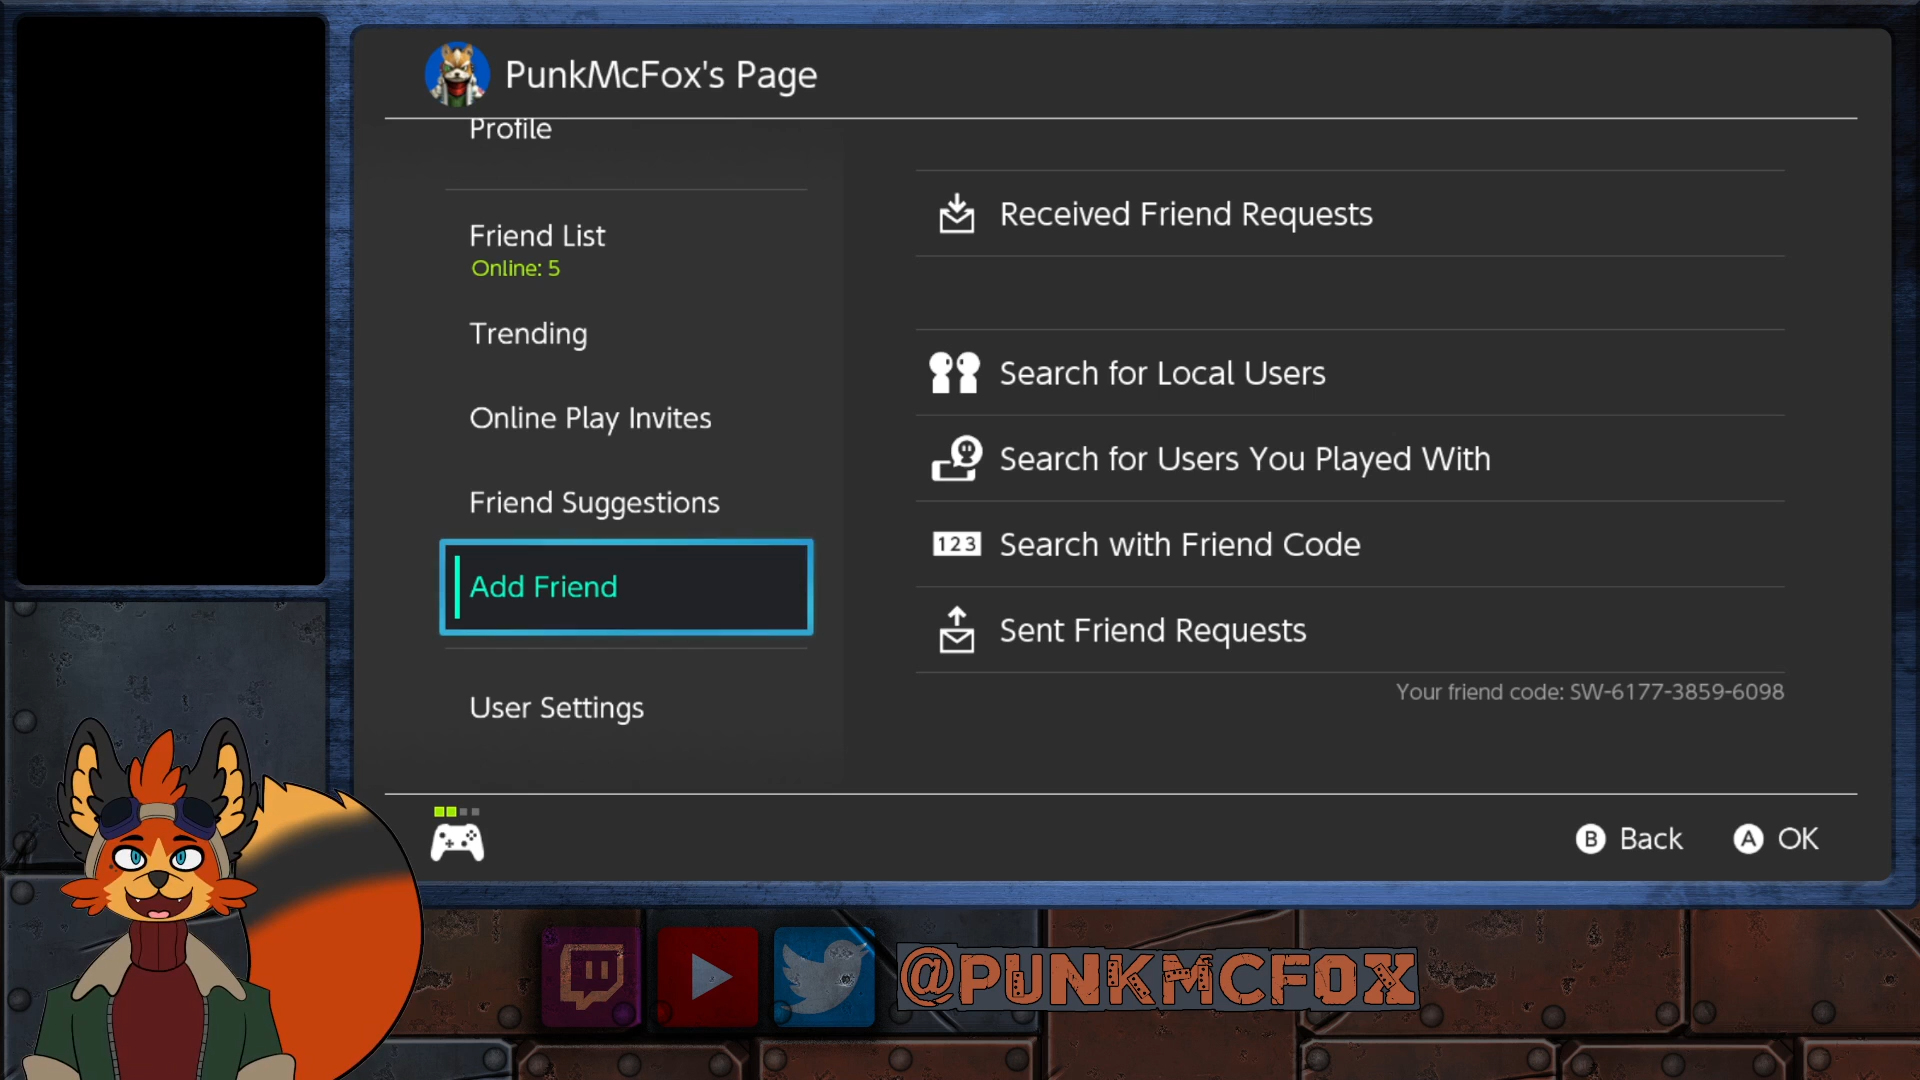 PunkMcFox's Page
Profile
Friend List
Online: 5
Trending
Online Play Invites
Friend Suggestions
Add Friend
User Settings
Received Friend Requests
Search for Local Users
Search for Users You Played With
123 Search with Friend Code
Sent Friend Requests
Your friend code: SW-6177-3859-6098
B Back A OK
@PUNKMCFOX